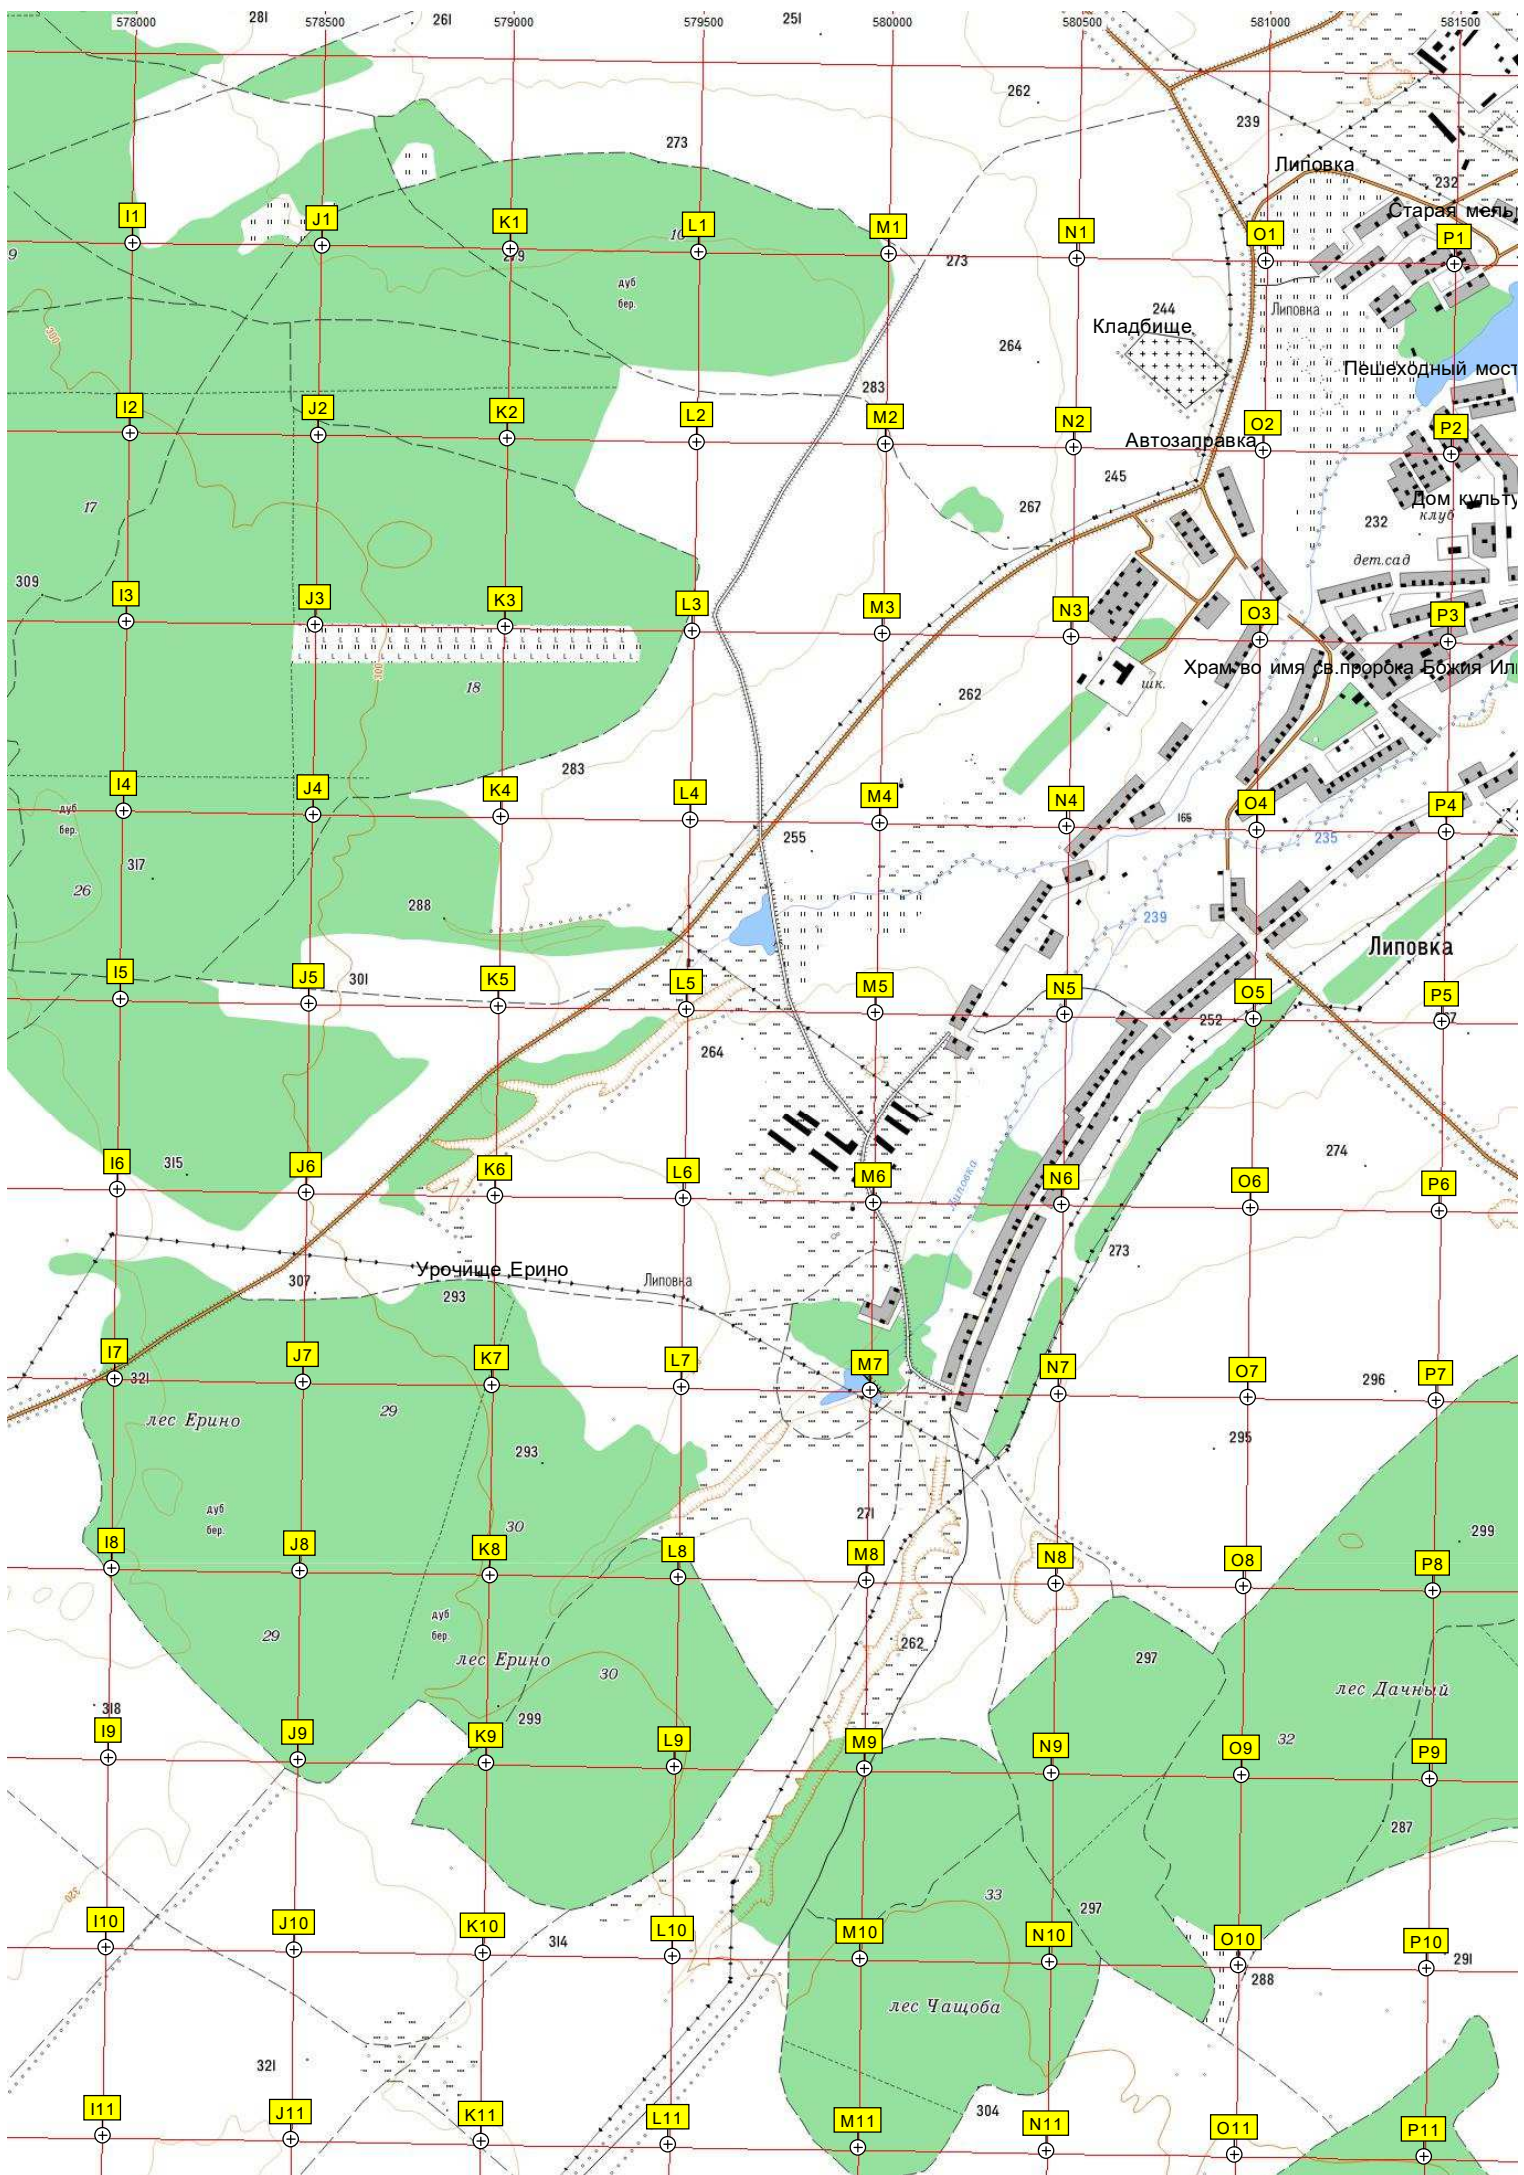 281 261 251
578000 578500 579000 579500 580000 580500 581000 581500
262
239
273
Липовка
232
I1 J1 K1 L1 M1 N1 O1 P1
9
279
273
дуб
бер.
244
Липовка
300
Кладбище
264
Пешеходный мост
283
I2 J2 K2 L2 M2 N2 O2 P2
Автозаправка
245
17
267
232
клуб
дет.сад
309
I3 J3 K3 L3 M3 N3 O3 P3
300
18
262
шк.
Храм во имя св.пророка Божия
283
I4 J4 K4 L4 M4 N4 O4 P4
дуб
бер.
317
255
165
235
26
288
239
Липовка
301
I5 J5 K5 L5 M5 N5 O5 P5
264
252
315
274
I6 J6 K6 L6 M6 N6 O6 P6
Липовка
273
307
Урочище Ерино
Липовка
293
I7 J7 K7 L7 M7 N7 O7 P7
321
296
лес Ерино
29
293
295
дуб
бер.
30
271
299
I8 J8 K8 L8 M8 N8 O8 P8
дуб
бер.
29
лес Ерино
30
262
297
лес Дачный
318
299
32
I9 J9 K9 L9 M9 N9 O9 P9
287
320
33
297
I10 J10 K10 L10 M10 N10 O10 P10
314
291
288
лес Чащоба
321
304
I11 J11 K11 L11 M11 N11 O11 P11